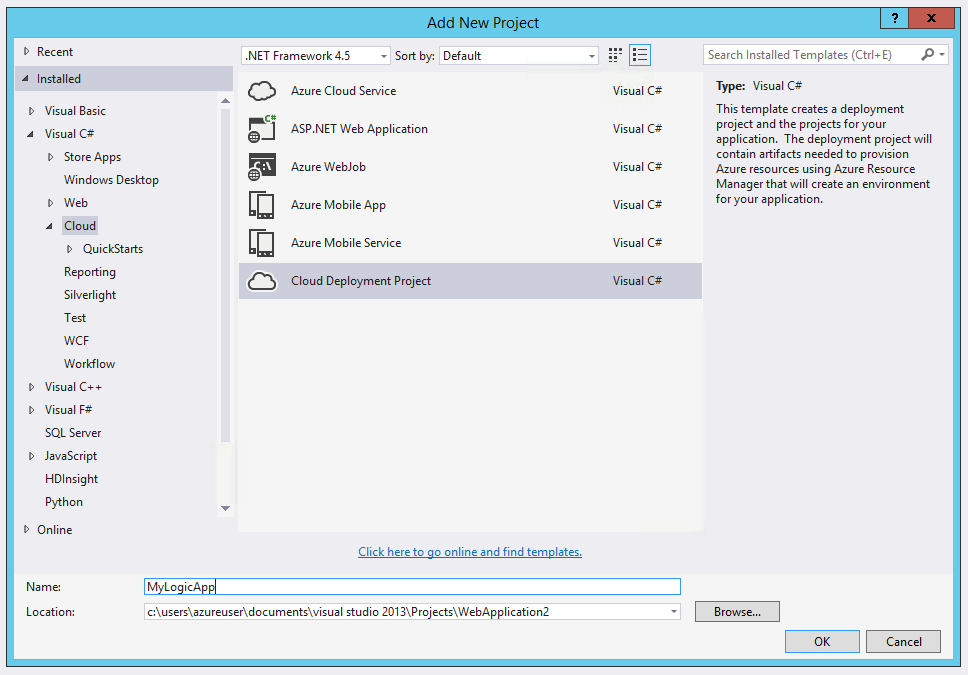 Add New Project
?
x
Recent
Installed
Visual Basic
Visual C#
Store Apps
Windows Desktop
Web
Cloud
QuickStarts
Reporting
Silverlight
Test
WCF
Workflow
Visual C++
Visual F#
SQL Server
JavaScript
HDInsight
Python
Online
.NET Framework 4.5
Sort by:
Default
Azure Cloud Service Visual C#
C#
ASP.NET Web Application Visual C#
C:\
Azure WebJob Visual C#
Azure Mobile App Visual C#
Azure Mobile Service Visual C#
Cloud Deployment Project Visual C#
Click here to go online and find templates.
Search Installed Templates (Ctrl+E)
Type: Visual C#
This template creates a deployment
project and the projects for your
application. The deployment project will
contain artifacts needed to provision
Azure resources using Azure Resource
Manager that will create an environment
for your application.
Name:
MyLogicApp
Location:
c:\users\azureuser\documents\visual studio 2013\Projects\WebApplication2
Browse...
OK
Cancel